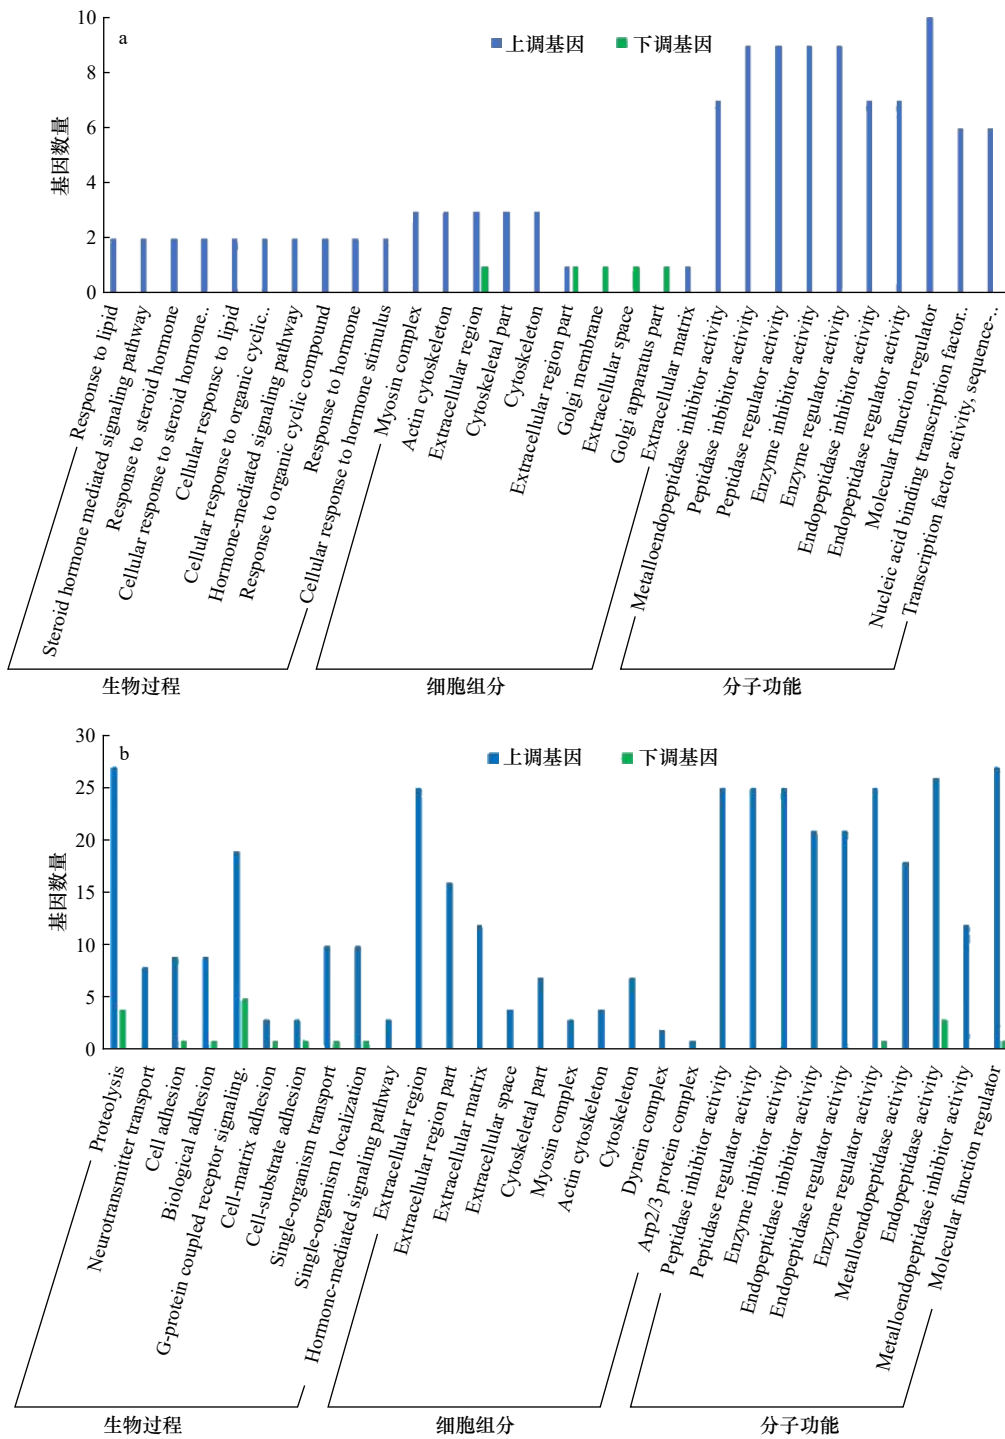 a
上调基因
下调基因
基因数量
10
8
6
4
2
0
Response to lipid
Steroid hormone mediated signaling pathway
Response to steroid hormone
Cellular response to steroid hormone..
Cellular response to lipid
Cellular response to organic cyclic..
Hormone-mediated signaling pathway
Response to organic cyclic compound
Response to hormone
Cellular response to hormone stimulus
Myosin complex
Actin cytoskeleton
Extracellular region
Cytoskeletal part
Cytoskeleton
Extracellular region part
Golgi membrane
Extracellular space
Golgi apparatus part
Extracellular matrix
Metalloendopeptidase inhibitor activity
Peptidase inbibitor activity
Peptidase regulator activity
Enzyme inhibitor activity
Enzyme regulator activity
Endopeptidase inhibitor activity
Endopeptidase regulator activity
Molecular function regulator
Nucleic acid binding transcription factor..
Transcription factor activity, sequence-..
生物过程
细胞组分
分子功能
b
上调基因
下调基因
基因数量
30
25
20
15
10
5
0
Proteolysis
Neurotransmitter transport
Cell adhesion
Biological adhesion
G-protein coupled receptor signaling.
Cell-matrix adhesion
Cell-substrate adhesion
Single-organism transport
Single-organism localization
Hormonc-mediated signaling pathway
Extracellular region
Extracellular region part
Extracellular matrix
Extracellular space
Cytoskeletal part
Myosin complex
Actin cytoskeleton
Cytoskeleton
Dynein complex
Arp2/3 protein complex
Peptidase inhibitor activity
Peptidase regulator activity
Enzyme inhibitor activity
Endopeptidase inhibitor activity
Endopeptidase regulator activity
Enzyme regulator activity
Metalloendopeptidase activity
Endopeptidase activity
Metalloendopeptidase inhibitor activity
Molecular function regulator
生物过程
细胞组分
分子功能